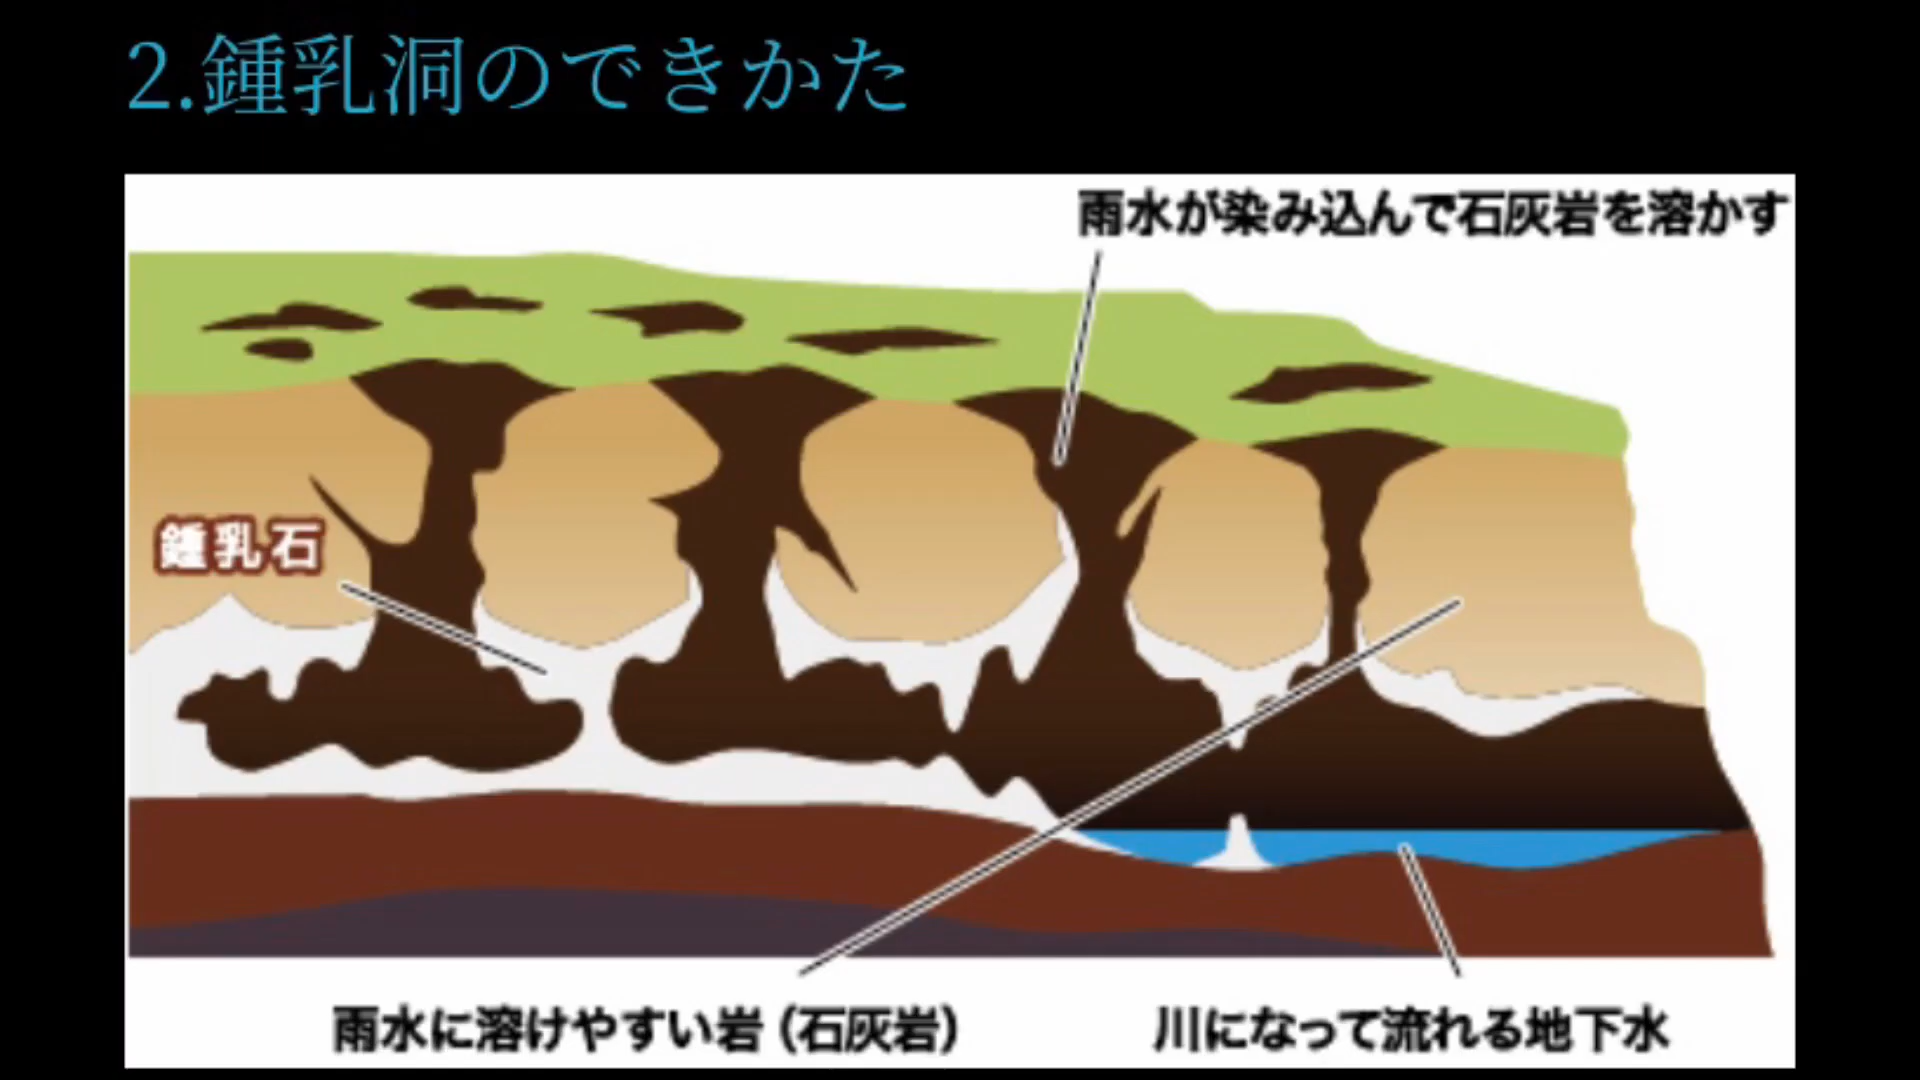 2.鍾乳洞のできかた
雨水が染み込んで石灰岩を溶かす
鍾乳石
雨水に溶けやすい岩(石灰岩)
川になって流れる地下水